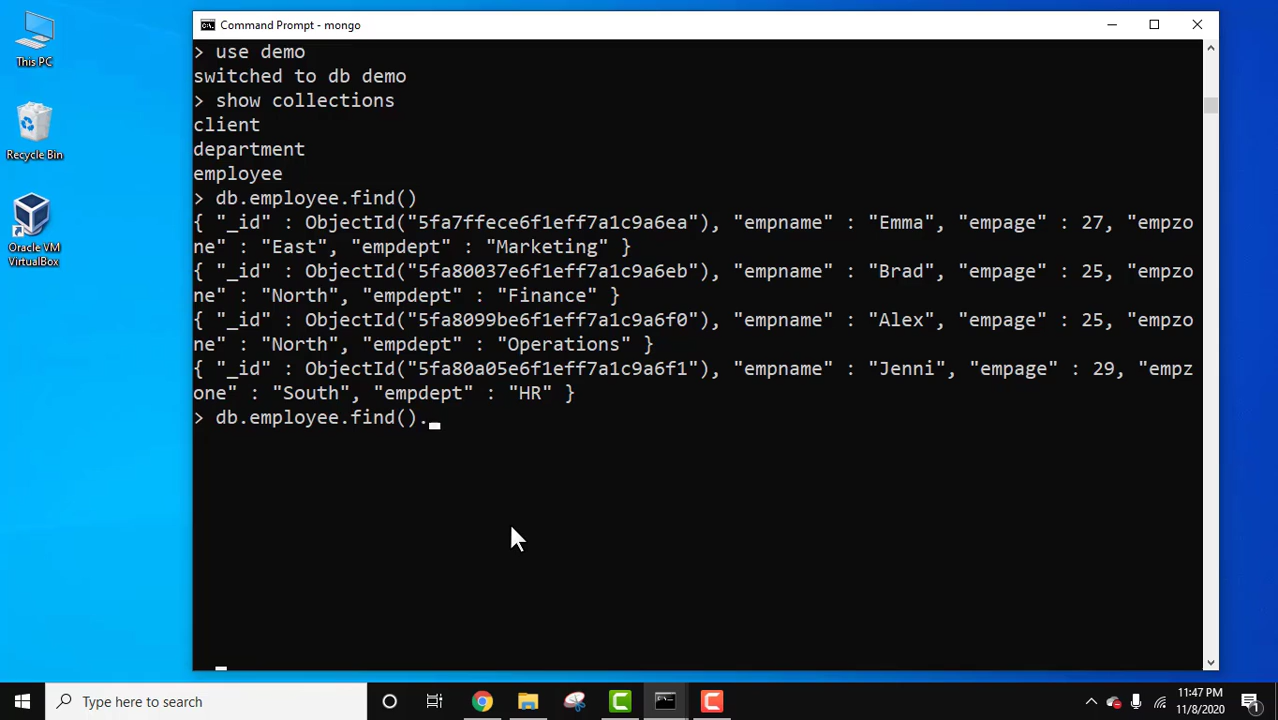 This PC
Recycle Bin
Oracle VM
VirtualBox
Command Prompt - mongo
> use demo
switched to db demo
> show collections
client
department
employee
> db.employee.find()
{ "_id" : ObjectId("5fa7ffece6f1eff7a1c9a6ea"), "empname" : "Emma", "empage" : 27, "empzo
ne" : "East", "empdept" : "Marketing" }
{ "_id" : ObjectId("5fa80037e6f1eff7a1c9a6eb"), "empname" : "Brad", "empage" : 25, "empzo
ne" : "North", "empdept" : "Finance" }
{ "_id" : ObjectId("5fa8099be6f1eff7a1c9a6f0"), "empname" : "Alex", "empage" : 25, "empzo
ne" : "North", "empdept" : "Operations" }
{ "_id" : ObjectId("5fa80a05e6f1eff7a1c9a6f1"), "empname" : "Jenni", "empage" : 29, "empz
one" : "South", "empdept" : "HR" }
> db.employee.find()._
Type here to search
11:47 PM
11/8/2020
1